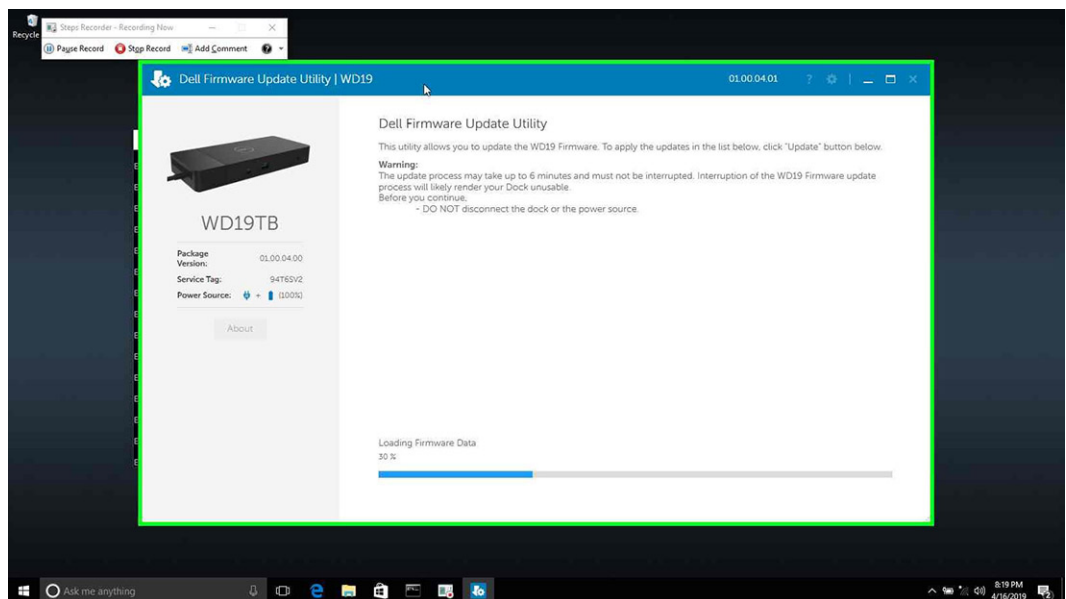 Recycle
Steps Recorder - Recording Now
Pause Record Stop Record Add Comment
Dell Firmware Update Utility | WD19 01.00.04.01 ?
Dell Firmware Update Utility
This utility allows you to update the WD19 Firmware. To apply the updates in the list below, click "Update" button below.
Warning:
The update process may take up to 6 minutes and must not be interrupted. Interruption of the WD19 Firmware update
process will likely render your Dock unusable.
Before you continue,
- DO NOT disconnect the dock or the power source.
WD19TB
Package
Version: 01.00.04.00
Service Tag: 94T6SV2
Power Source: + (100%)
About
Loading Firmware Data
30 %
Ask me anything
8:19 PM
4/16/2019